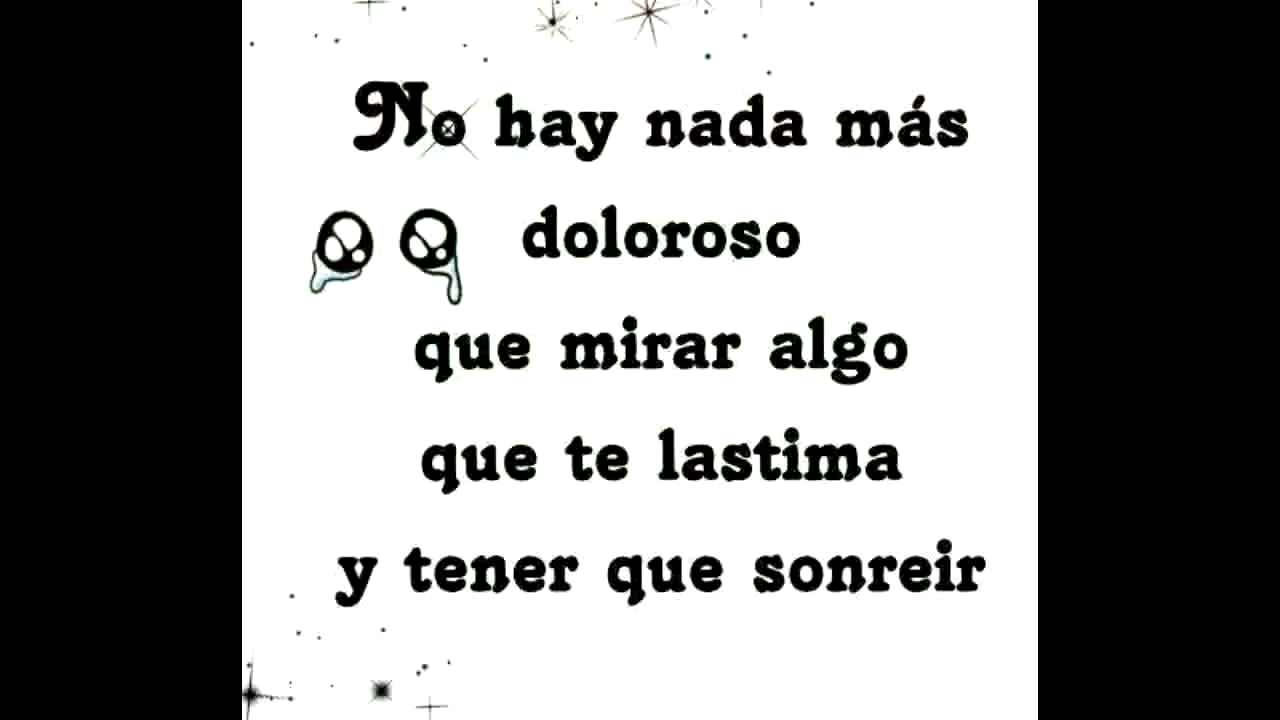 No hay nada más
doloroso
que mirar algo
que te lastima
y tener que sonreir